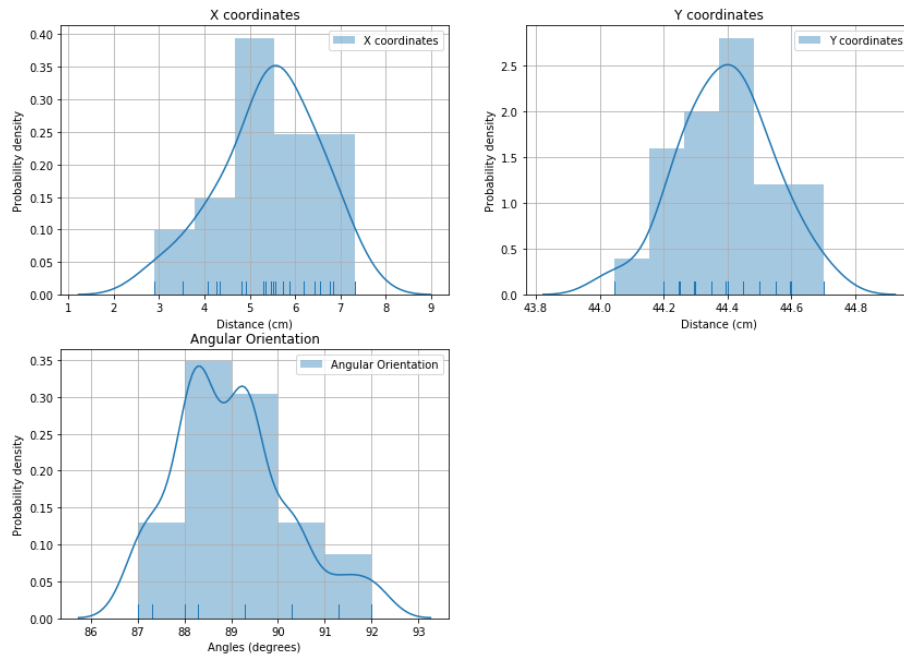 X coordinates
0.40
0.35
0.30
0.25
0.20
0.15
0.10
0.05
0.00
Probability density
X coordinates
1 2 3 4 5 6 7 8 9
Distance (cm)
Y coordinates
2.5
2.0
1.5
1.0
0.5
0.0
Probability density
Y coordinates
43.8 44.0 44.2 44.4 44.6 44.8
Distance (cm)
Angular Orientation
0.35
0.30
0.25
0.20
0.15
0.10
0.05
0.00
Probability density
Angular Orientation
86 87 88 89 90 91 92 93
Angles (degrees)